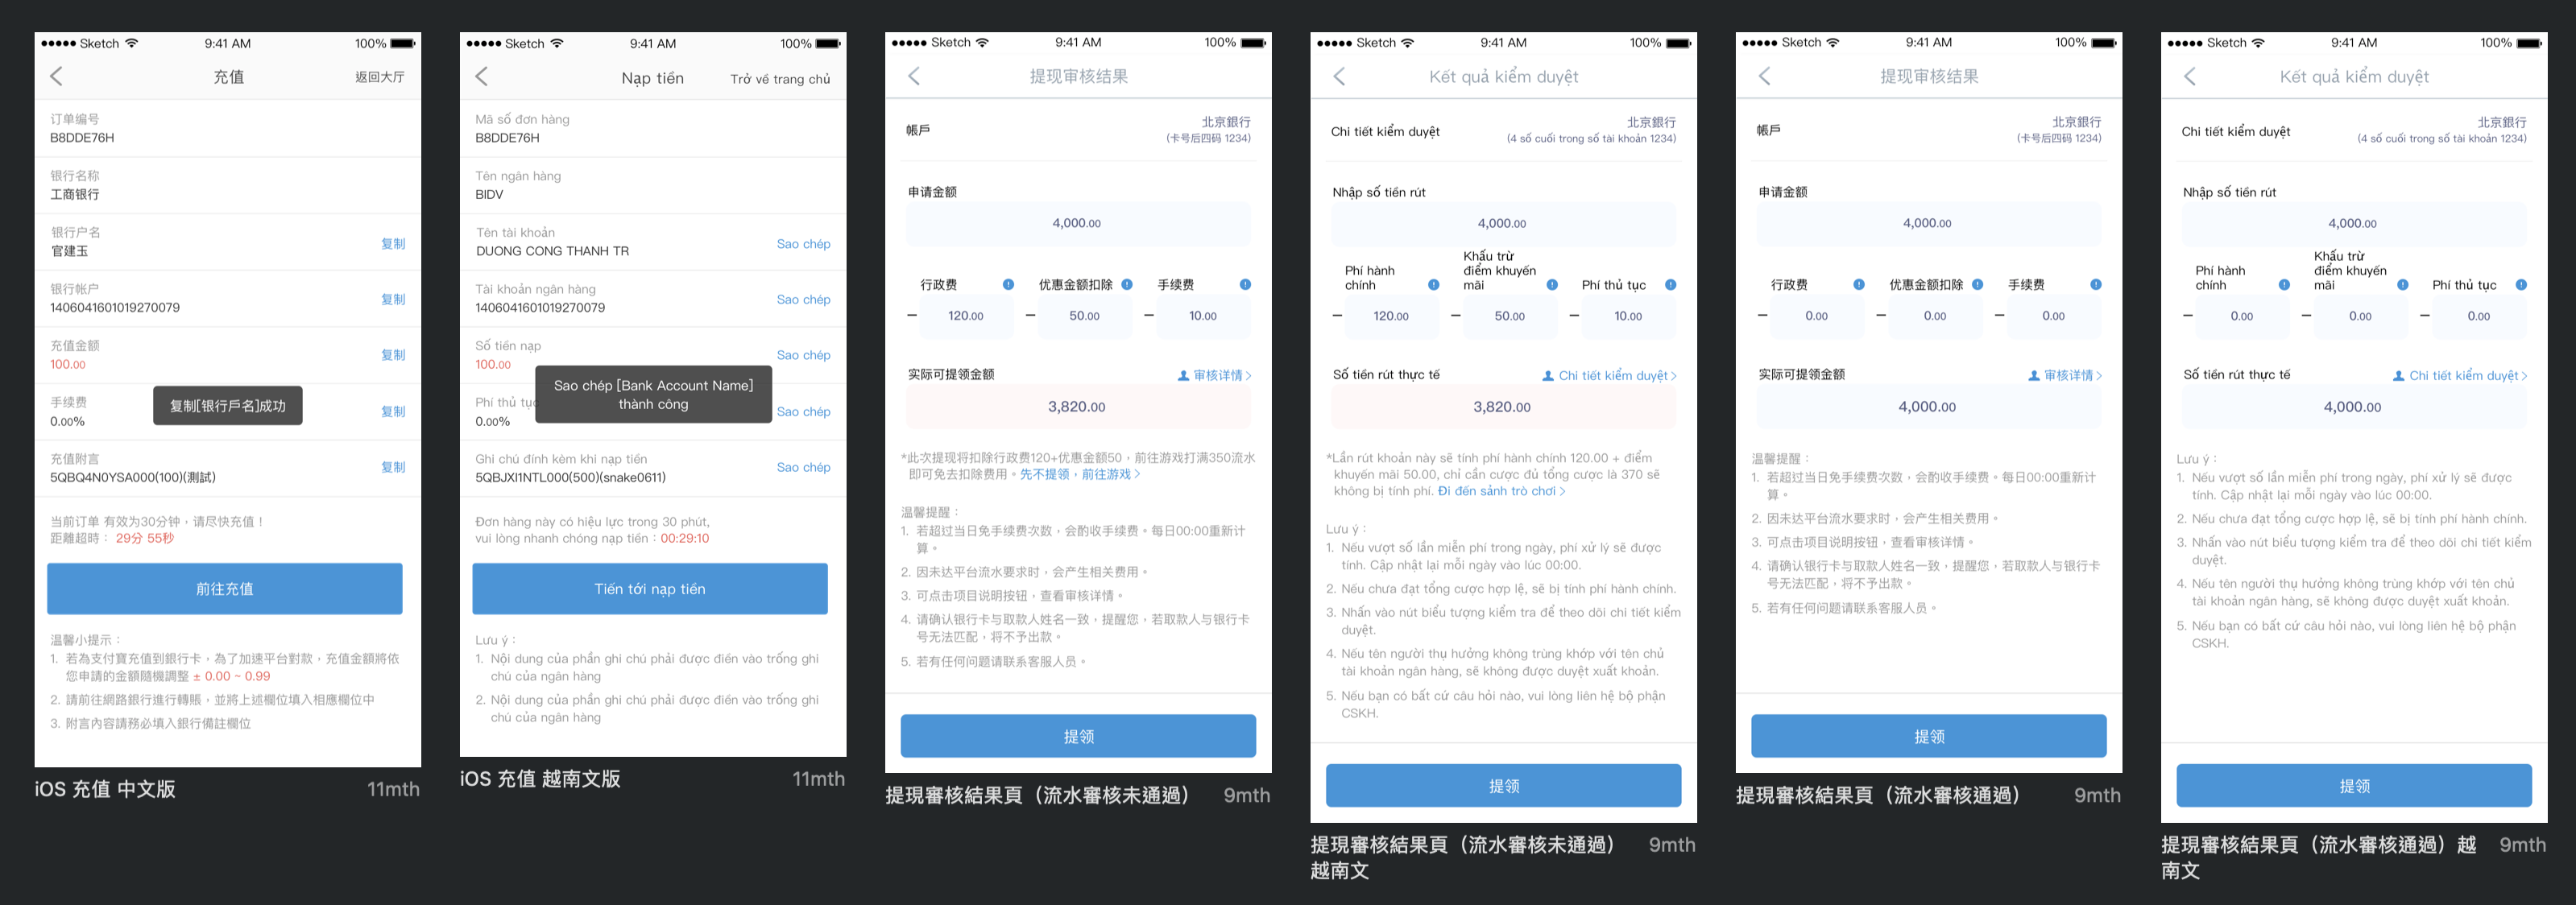 ●●●●● Sketch 9:41 AM 100%
充值 返回大厅
订单编号
B8DDE76H
银行名称
工商银行
银行户名
官建玉 复制
银行帐户
1406041601019270079 复制
充值金额
100.00 复制
手续费
0.00% 复制
复制[银行戶名]成功
充值附言
5QBQ4N0YSA000(100)(測試) 复制
当前订单 有效为30分钟，请尽快充值！
距離超時： 29分 55秒
前往充值
温馨小提示：
1. 若為支付寶充值到銀行卡，為了加速平台對款，充值金額將依
您申請的金額隨機調整 ± 0.00 ~ 0.99
2. 請前往網路銀行進行轉賬，並將上述欄位填入相應欄位中
3. 附言內容請務必填入銀行備註欄位
iOS 充值 中文版 11mth
●●●●● Sketch 9:41 AM 100%
Nạp tiền Trở về trang chủ
Mã số đơn hàng
B8DDE76H
Tên ngân hàng
BIDV
Tên tài khoản
DUONG CONG THANH TR Sao chép
Tài khoản ngân hàng
1406041601019270079 Sao chép
Số tiền nạp
100.00 Sao chép
Phí thủ tục
0.00% Sao chép
Sao chép [Bank Account Name]
thành công
Ghi chú đính kèm khi nạp tiền
5QBJXI1NTL000(500)(snake0611) Sao chép
Đơn hàng này có hiệu lực trong 30 phút,
vui lòng nhanh chóng nạp tiền：00:29:10
Tiến tới nạp tiền
Lưu ý：
1. Nội dung của phần ghi chú phải được điền vào trống ghi
chú của ngân hàng
2. Nội dung của phần ghi chú phải được điền vào trống ghi
chú của ngân hàng
iOS 充值 越南文版 11mth
●●●●● Sketch 9:41 AM 100%
提现审核结果
帳戶 北京銀行
(卡号后四码 1234)
申请金额
4,000.00
行政费 优惠金额扣除 手续费
– 120.00 – 50.00 – 10.00
实际可提领金额 审核详情
3,820.00
*此次提现将扣除行政费120+优惠金额50，前往游戏打满350流水
即可免去扣除费用。先不提领，前往游戏
温馨提醒：
1. 若超过当日免手续费次数，会酌收手续费。每日00:00重新计
算。
2. 因未达平台流水要求时，会产生相关费用。
3. 可点击项目说明按钮，查看审核详情。
4. 请确认银行卡与取款人姓名一致，提醒您，若取款人与银行卡
号无法匹配，将不予出款。
5. 若有任何问题请联系客服人员。
提领
提現審核結果頁（流水審核未通過） 9mth
●●●●● Sketch 9:41 AM 100%
Kết quả kiểm duyệt
Chi tiết kiểm duyệt 北京銀行
(4 số cuối trong số tài khoản 1234)
Nhập số tiền rút
4,000.00
Phí hành
chính
Khấu trừ
điểm khuyến
mãi
Phí thủ tục
– 120.00 – 50.00 – 10.00
Số tiền rút thực tế Chi tiết kiểm duyệt
3,820.00
*Lần rút khoản này sẽ tính phí hành chính 120.00 + điểm
khuyến mãi 50.00, chỉ cần cược đủ tổng cược là 370 sẽ
không bị tính phí. Đi đến sảnh trò chơi
Lưu ý：
1. Nếu vượt số lần miễn phí trong ngày, phí xử lý sẽ được
tính. Cập nhật lại mỗi ngày vào lúc 00:00.
2. Nếu chưa đạt tổng cược hợp lệ, sẽ bị tính phí hành chính.
3. Nhấn vào nút biểu tượng kiểm tra để theo dõi chi tiết kiểm
duyệt.
4. Nếu tên người thụ hưởng không trùng khớp với tên chủ
tài khoản ngân hàng, sẽ không được duyệt xuất khoản.
5. Nếu bạn có bất cứ câu hỏi nào, vui lòng liên hệ bộ phận
CSKH.
提领
提現審核結果頁（流水審核未通過） 9mth
越南文
●●●●● Sketch 9:41 AM 100%
提现审核结果
帳戶 北京銀行
(卡号后四码 1234)
申请金额
4,000.00
行政费 优惠金额扣除 手续费
– 0.00 – 0.00 – 0.00
实际可提领金额 审核详情
4,000.00
温馨提醒：
1. 若超过当日免手续费次数，会酌收手续费。每日00:00重新计
算。
2. 因未达平台流水要求时，会产生相关费用。
3. 可点击项目说明按钮，查看审核详情。
4. 请确认银行卡与取款人姓名一致，提醒您，若取款人与银行卡
号无法匹配，将不予出款。
5. 若有任何问题请联系客服人员。
提领
提現審核結果頁（流水審核通過） 9mth
●●●●● Sketch 9:41 AM 100%
Kết quả kiểm duyệt
Chi tiết kiểm duyệt 北京銀行
(4 số cuối trong số tài khoản 1234)
Nhập số tiền rút
4,000.00
Phí hành
chính
Khấu trừ
điểm khuyến
mãi
Phí thủ tục
– 0.00 – 0.00 – 0.00
Số tiền rút thực tế Chi tiết kiểm duyệt
4,000.00
Lưu ý：
1. Nếu vượt số lần miễn phí trong ngày, phí xử lý sẽ được
tính. Cập nhật lại mỗi ngày vào lúc 00:00.
2. Nếu chưa đạt tổng cược hợp lệ, sẽ bị tính phí hành chính.
3. Nhấn vào nút biểu tượng kiểm tra để theo dõi chi tiết kiểm
duyệt.
4. Nếu tên người thụ hưởng không trùng khớp với tên chủ
tài khoản ngân hàng, sẽ không được duyệt xuất khoản.
5. Nếu bạn có bất cứ câu hỏi nào, vui lòng liên hệ bộ phận
CSKH.
提领
提現審核結果頁（流水審核通過）越 9mth
南文